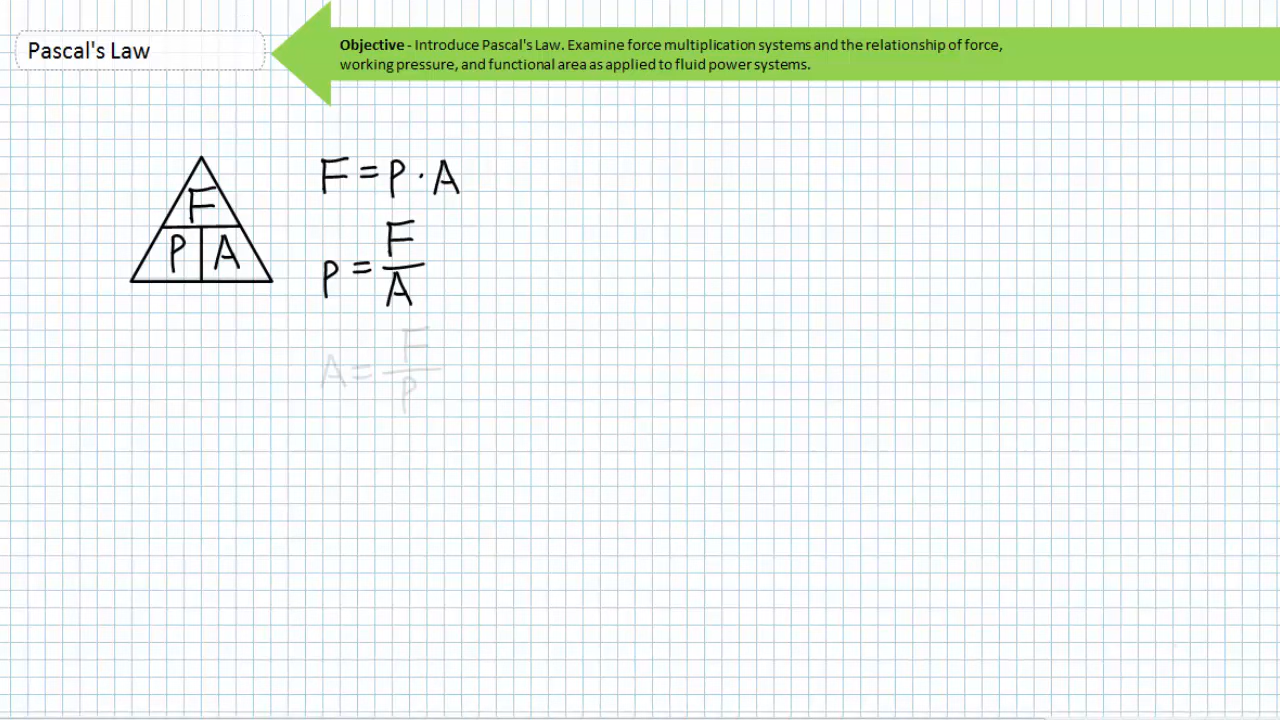 Pascal's Law
Objective - Introduce Pascal's Law. Examine force multiplication systems and the relationship of force,
working pressure, and functional area as applied to fluid power systems.
F
P A
F = P · A
P = F
A
A = F
P